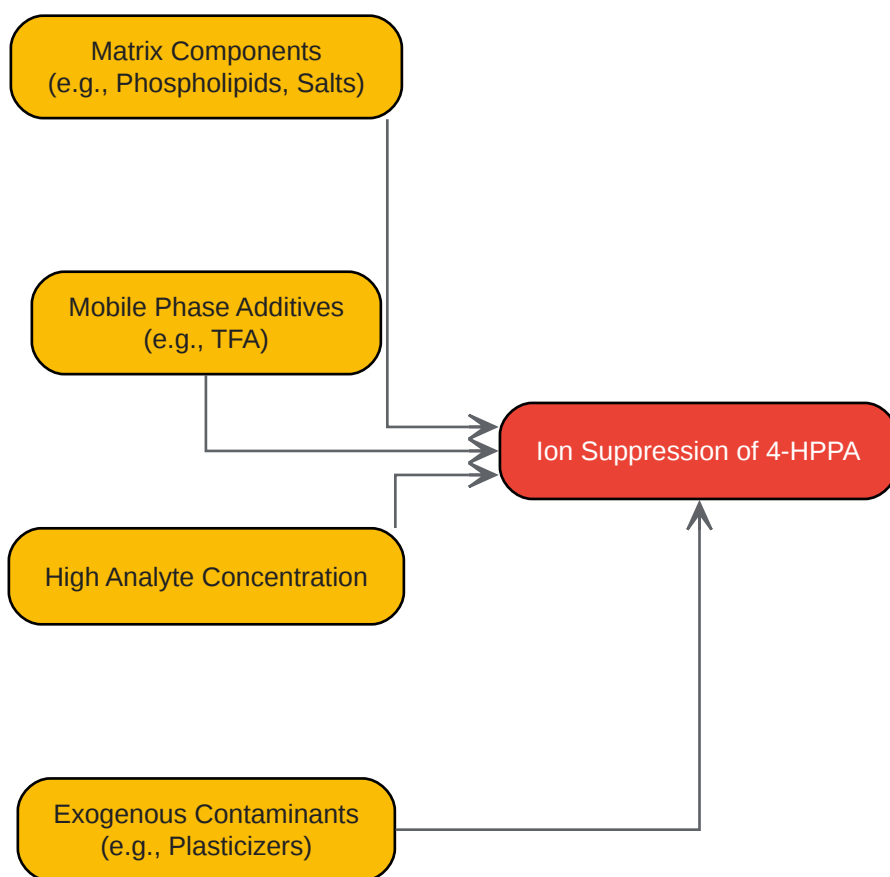 Matrix Components
(e.g., Phospholipids, Salts)
Mobile Phase Additives
(e.g., TFA)
Ion Suppression of 4-HPPA
High Analyte Concentration
Exogenous Contaminants
(e.g., Plasticizers)